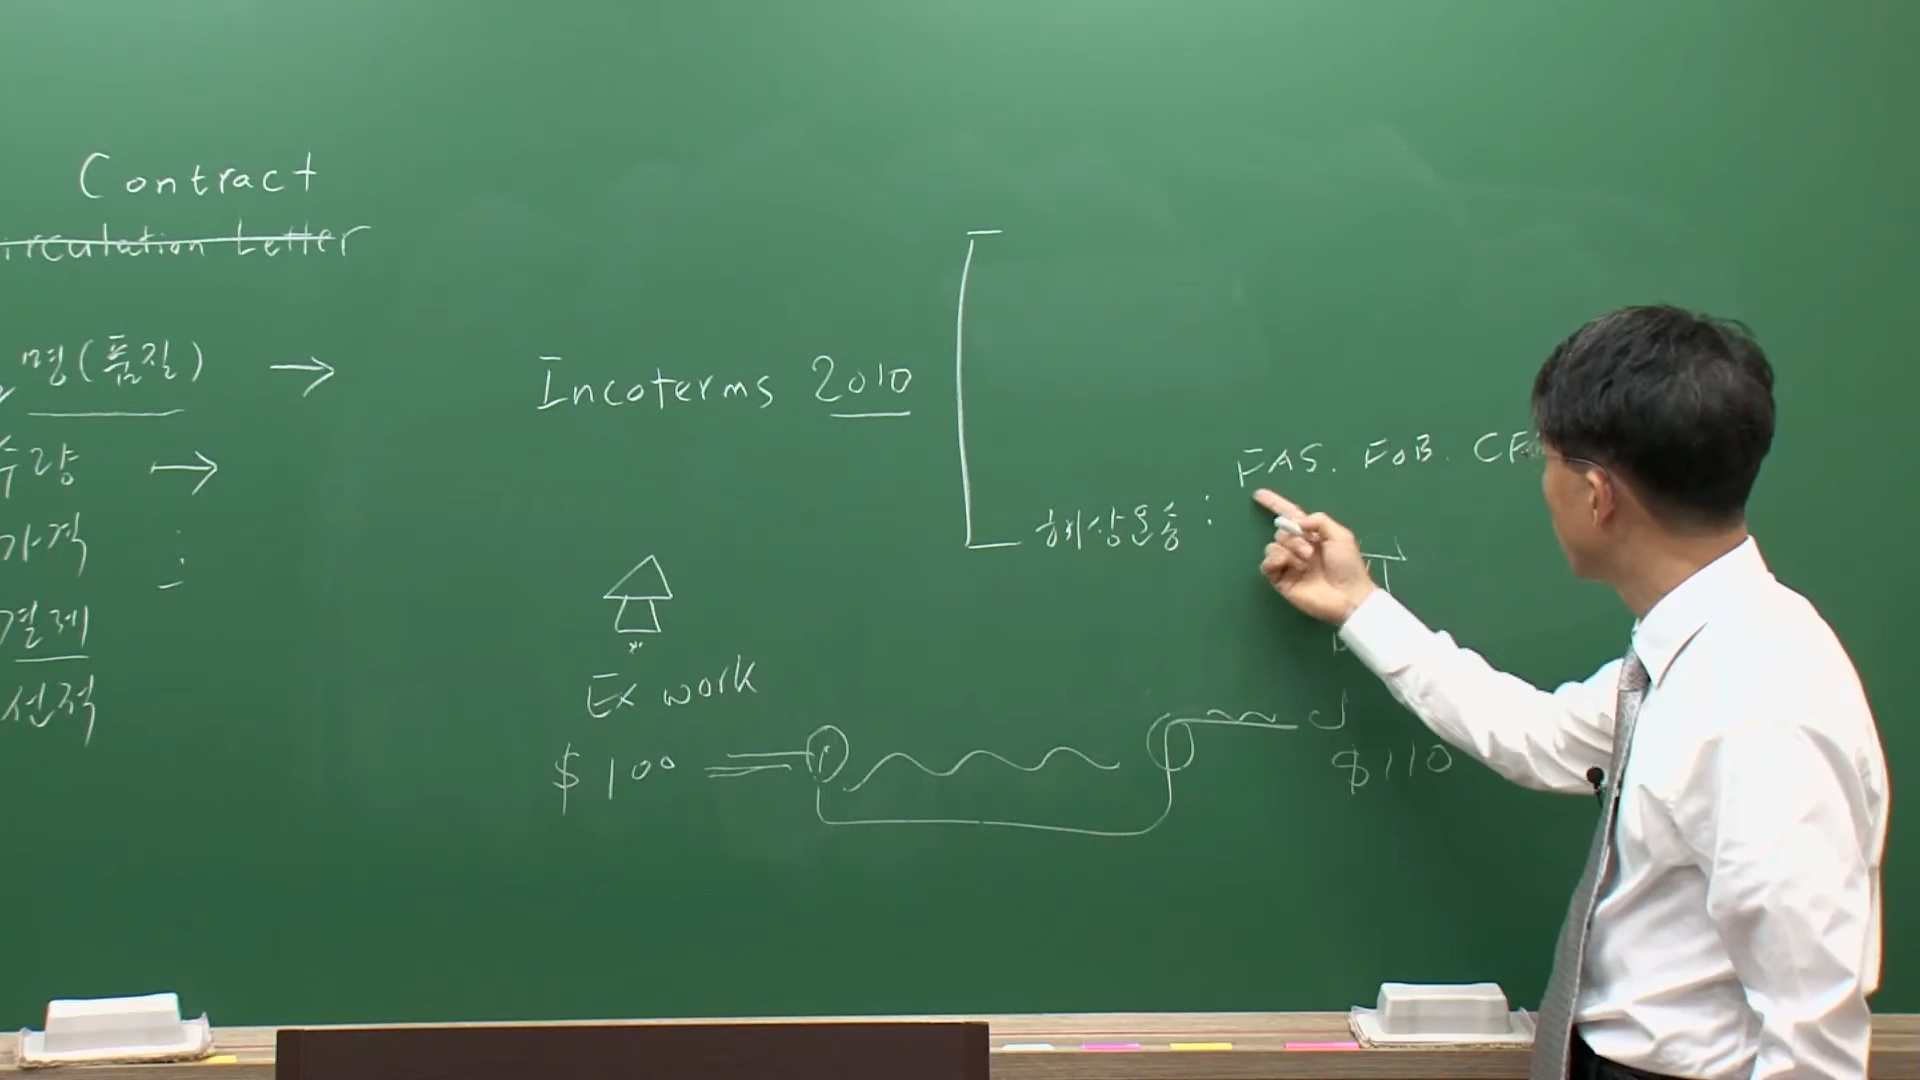 Contract
irculation Letter
명(품질) →
수량 →
가격
결제
선적
Incoterms 2010
FAS. FOB. CF
해상운송 :
Ex work
$100
$110